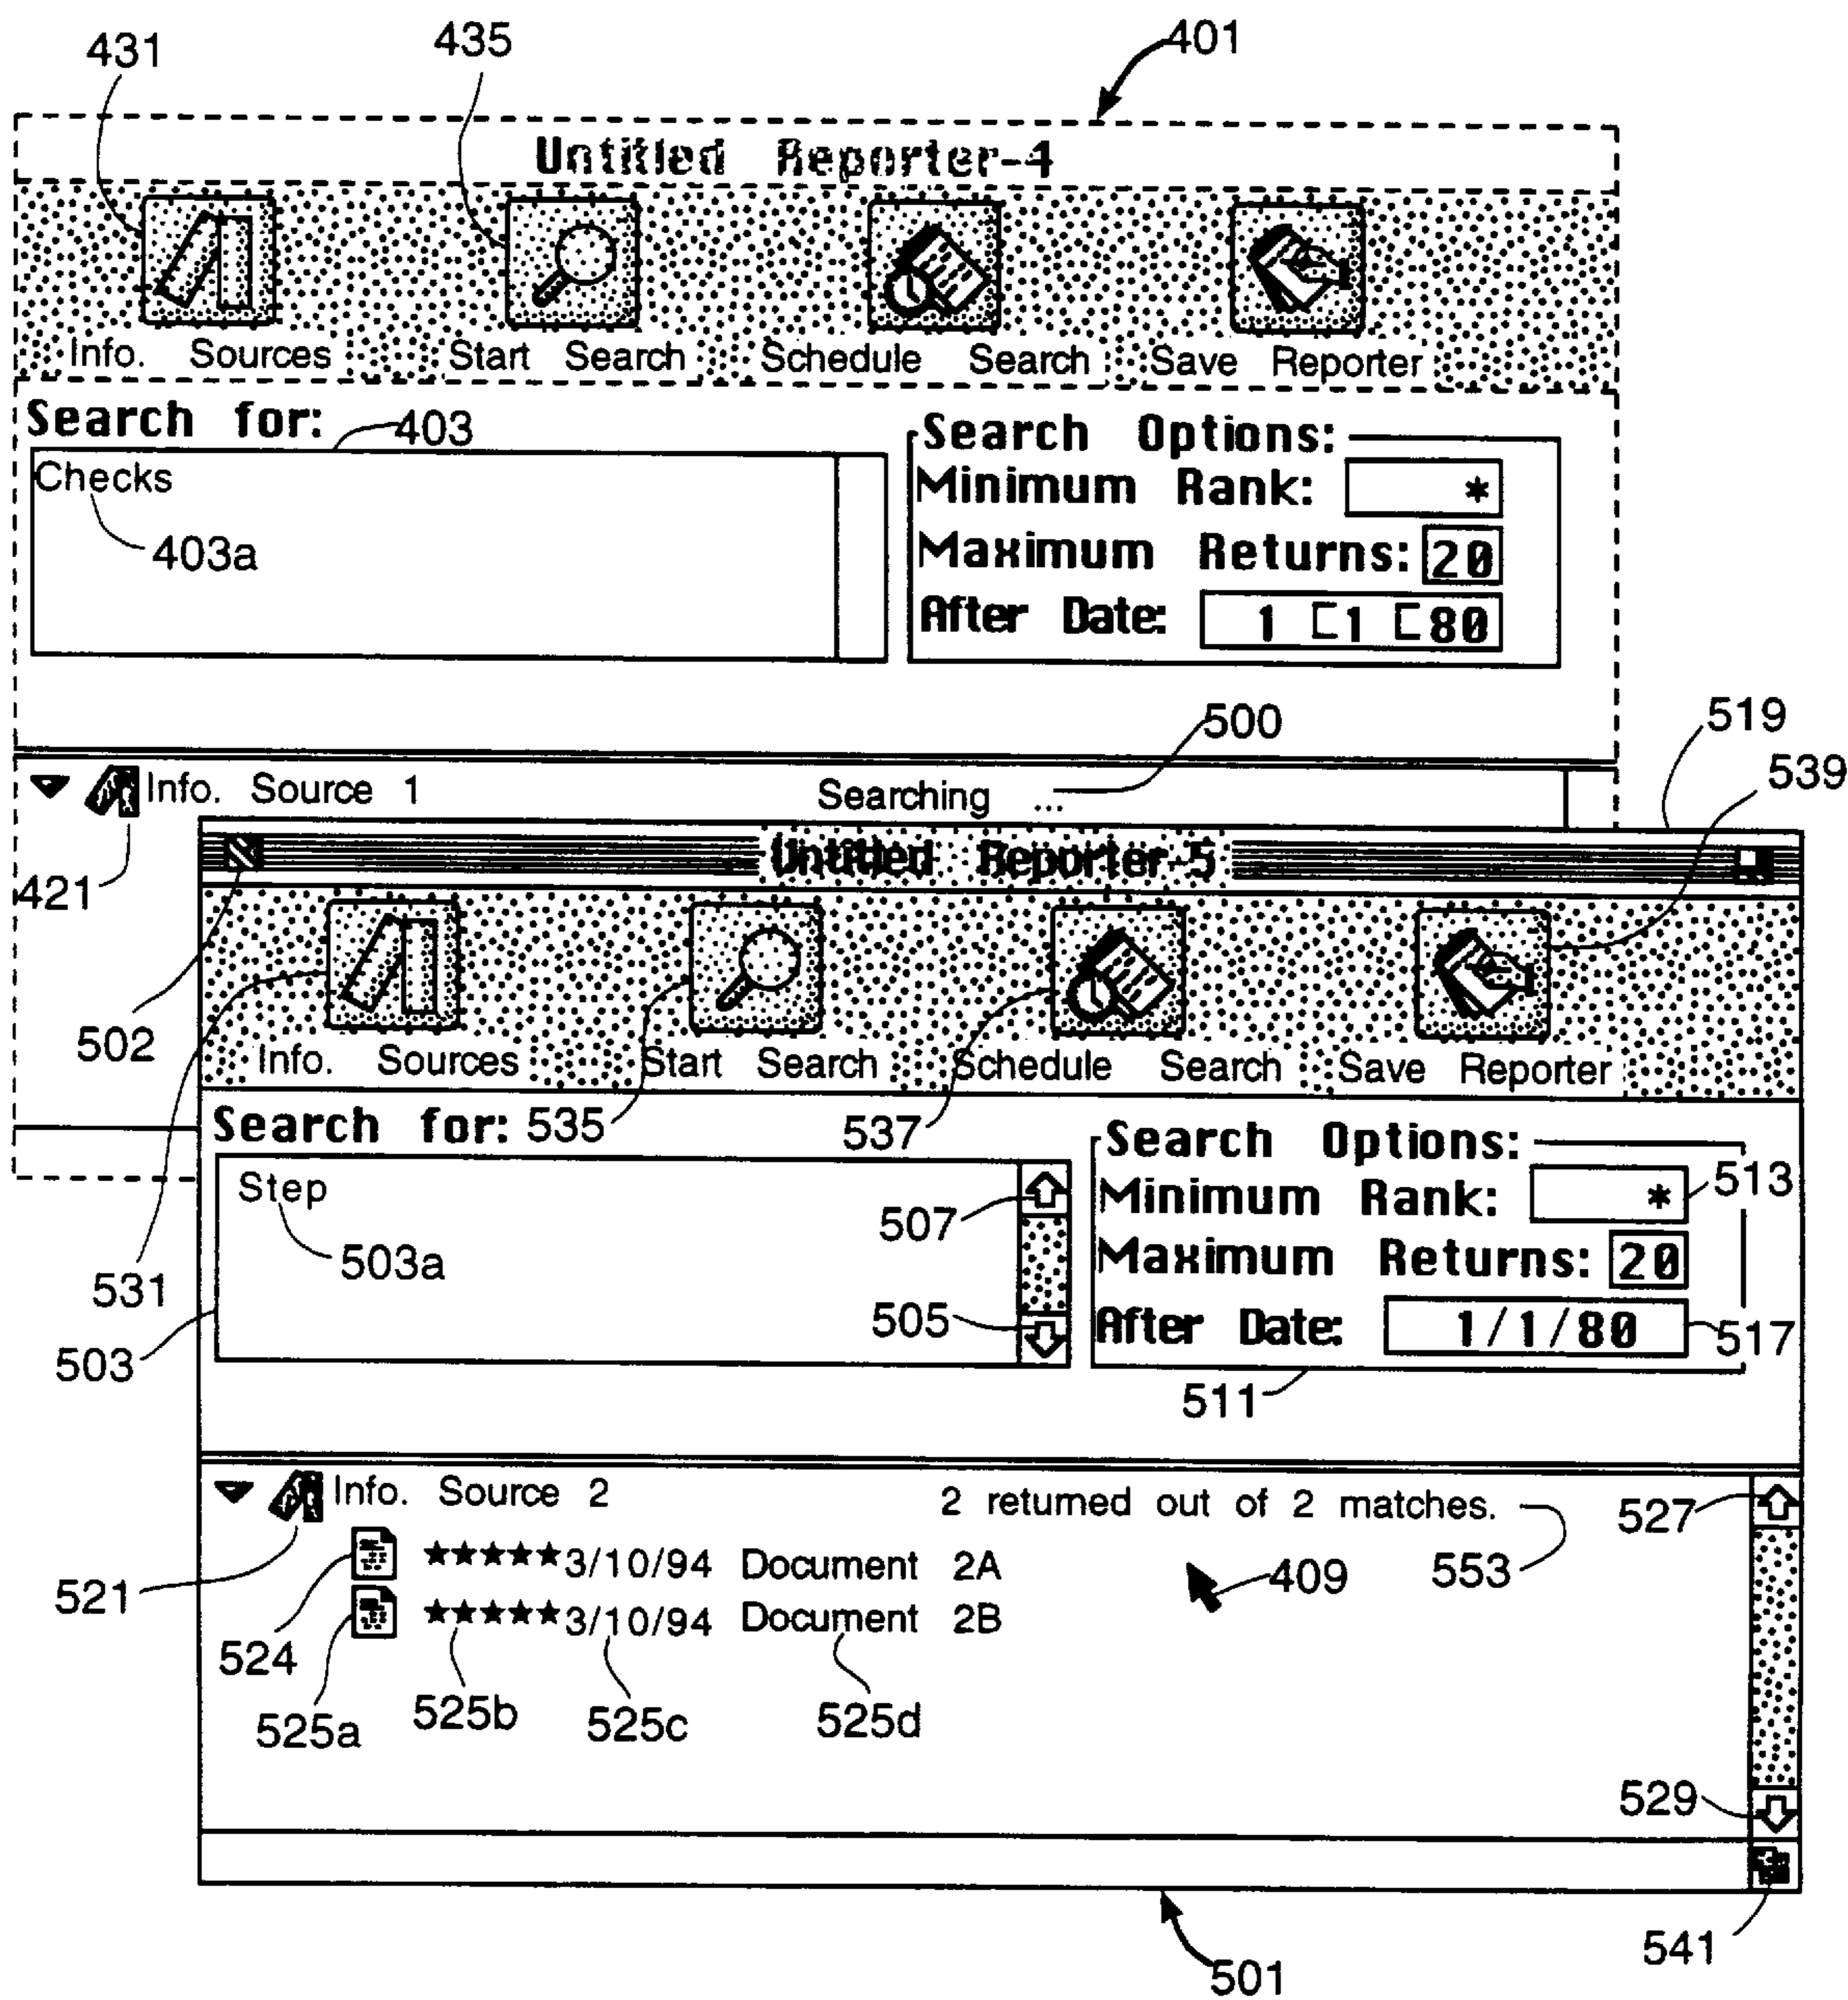 431 435 401
Untitled Reporter-4
Info. Sources Start Search Schedule Search Save Reporter
Search for: 403
Checks
403a
Search Options:
Minimum Rank: *
Maximum Returns: 20
After Date: 1 1 80
500
519
539
Info. Source 1 Searching ...
421
Untitled Reporter-5
502
Info. Sources Start Search Schedule Search Save Reporter
Search for: 535 537
Step
503a
507
505
531
503
Search Options:
Minimum Rank: * 513
Maximum Returns: 20
After Date: 1/1/80 517
511
Info. Source 2 2 returned out of 2 matches. 527
★★★★★ 3/10/94 Document 2A 409 553
521
★★★★★ 3/10/94 Document 2B
524
525a 525b 525c 525d
529
541
501